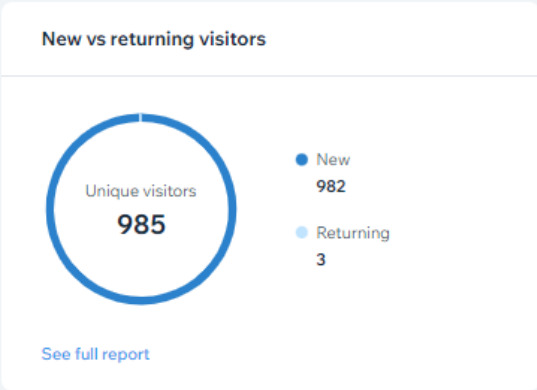 New vs returning visitors
Unique visitors
985
New
982
Returning
3
See full report